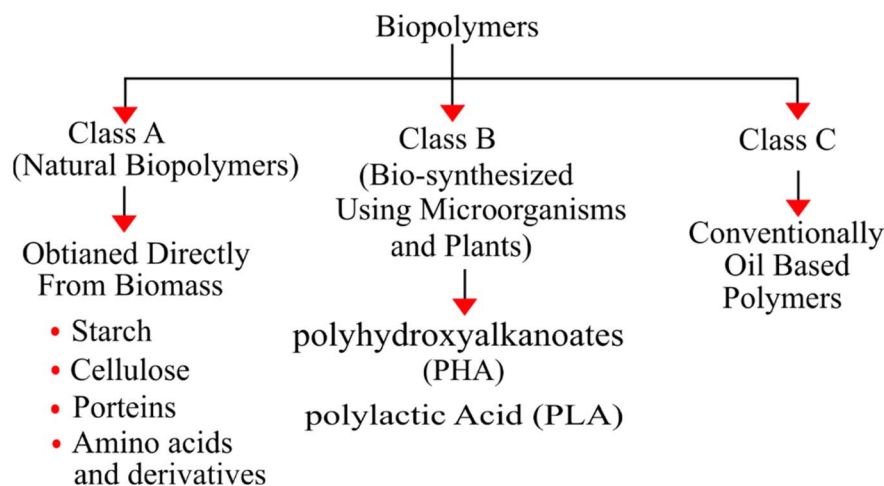 Biopolymers
Class A
(Natural Biopolymers)
Obtianed Directly
From Biomass
• Starch
• Cellulose
• Porteins
• Amino acids
and derivatives
Class B
(Bio-synthesized
Using Microorganisms
and Plants)
polyhydroxyalkanoates
(PHA)
polylactic Acid (PLA)
Class C
Conventionally
Oil Based
Polymers